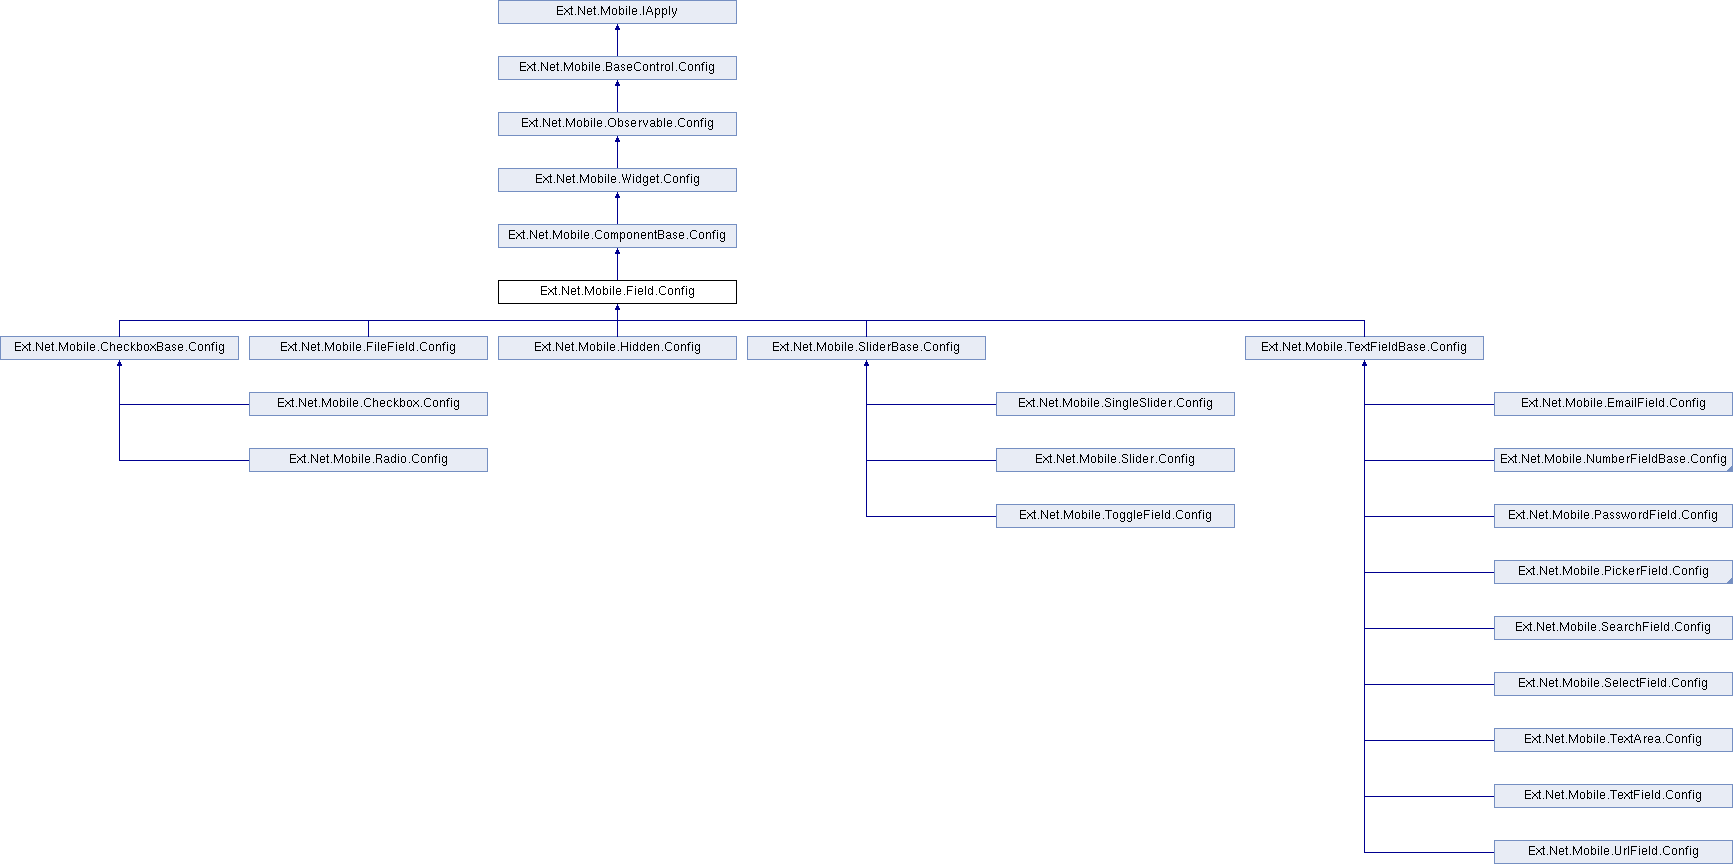 Ext.Net.Mobile.IApply
Ext.Net.Mobile.BaseControl.Config
Ext.Net.Mobile.Observable.Config
Ext.Net.Mobile.Widget.Config
Ext.Net.Mobile.ComponentBase.Config
Ext.Net.Mobile.Field.Config
Ext.Net.Mobile.CheckboxBase.Config
Ext.Net.Mobile.FileField.Config
Ext.Net.Mobile.Hidden.Config
Ext.Net.Mobile.SliderBase.Config
Ext.Net.Mobile.TextFieldBase.Config
Ext.Net.Mobile.Checkbox.Config
Ext.Net.Mobile.SingleSlider.Config
Ext.Net.Mobile.EmailField.Config
Ext.Net.Mobile.Radio.Config
Ext.Net.Mobile.Slider.Config
Ext.Net.Mobile.NumberFieldBase.Config
Ext.Net.Mobile.ToggleField.Config
Ext.Net.Mobile.PasswordField.Config
Ext.Net.Mobile.PickerField.Config
Ext.Net.Mobile.SearchField.Config
Ext.Net.Mobile.SelectField.Config
Ext.Net.Mobile.TextArea.Config
Ext.Net.Mobile.TextField.Config
Ext.Net.Mobile.UrlField.Config